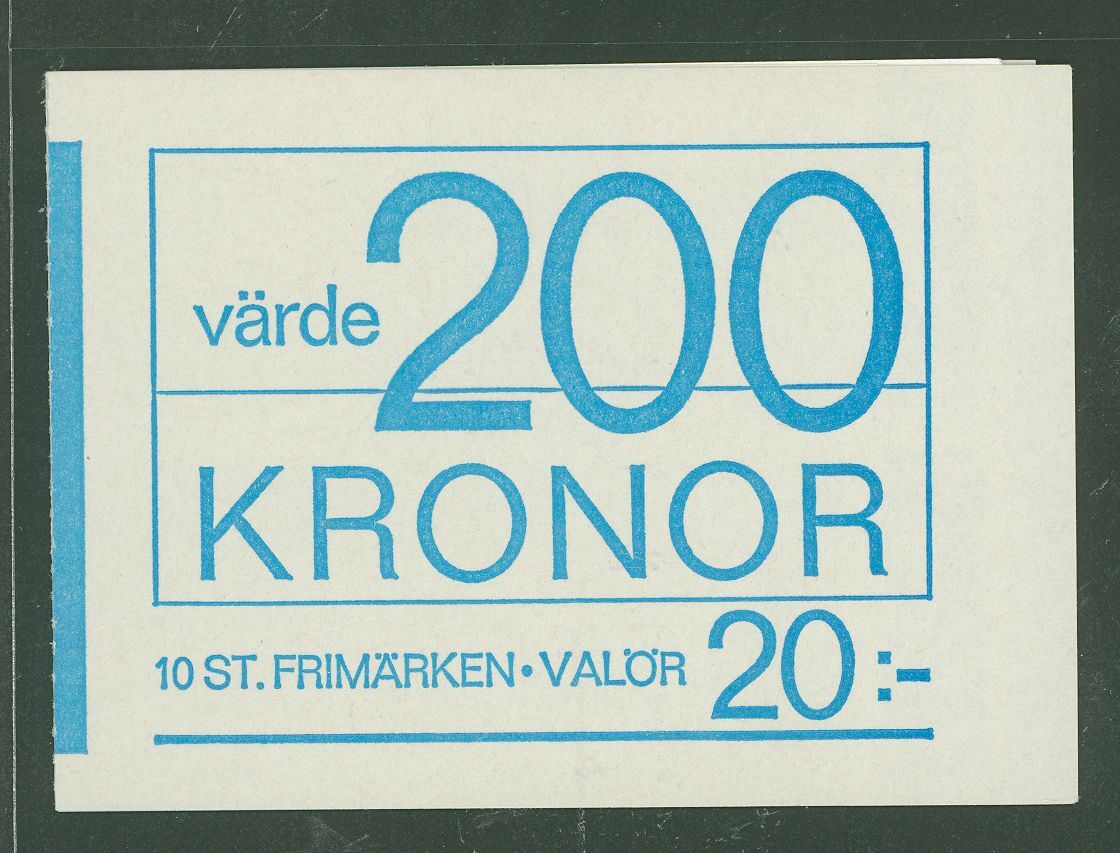 värde 200
KRONOR
10 ST. FRIMÄRKEN • VALÖR 20:-